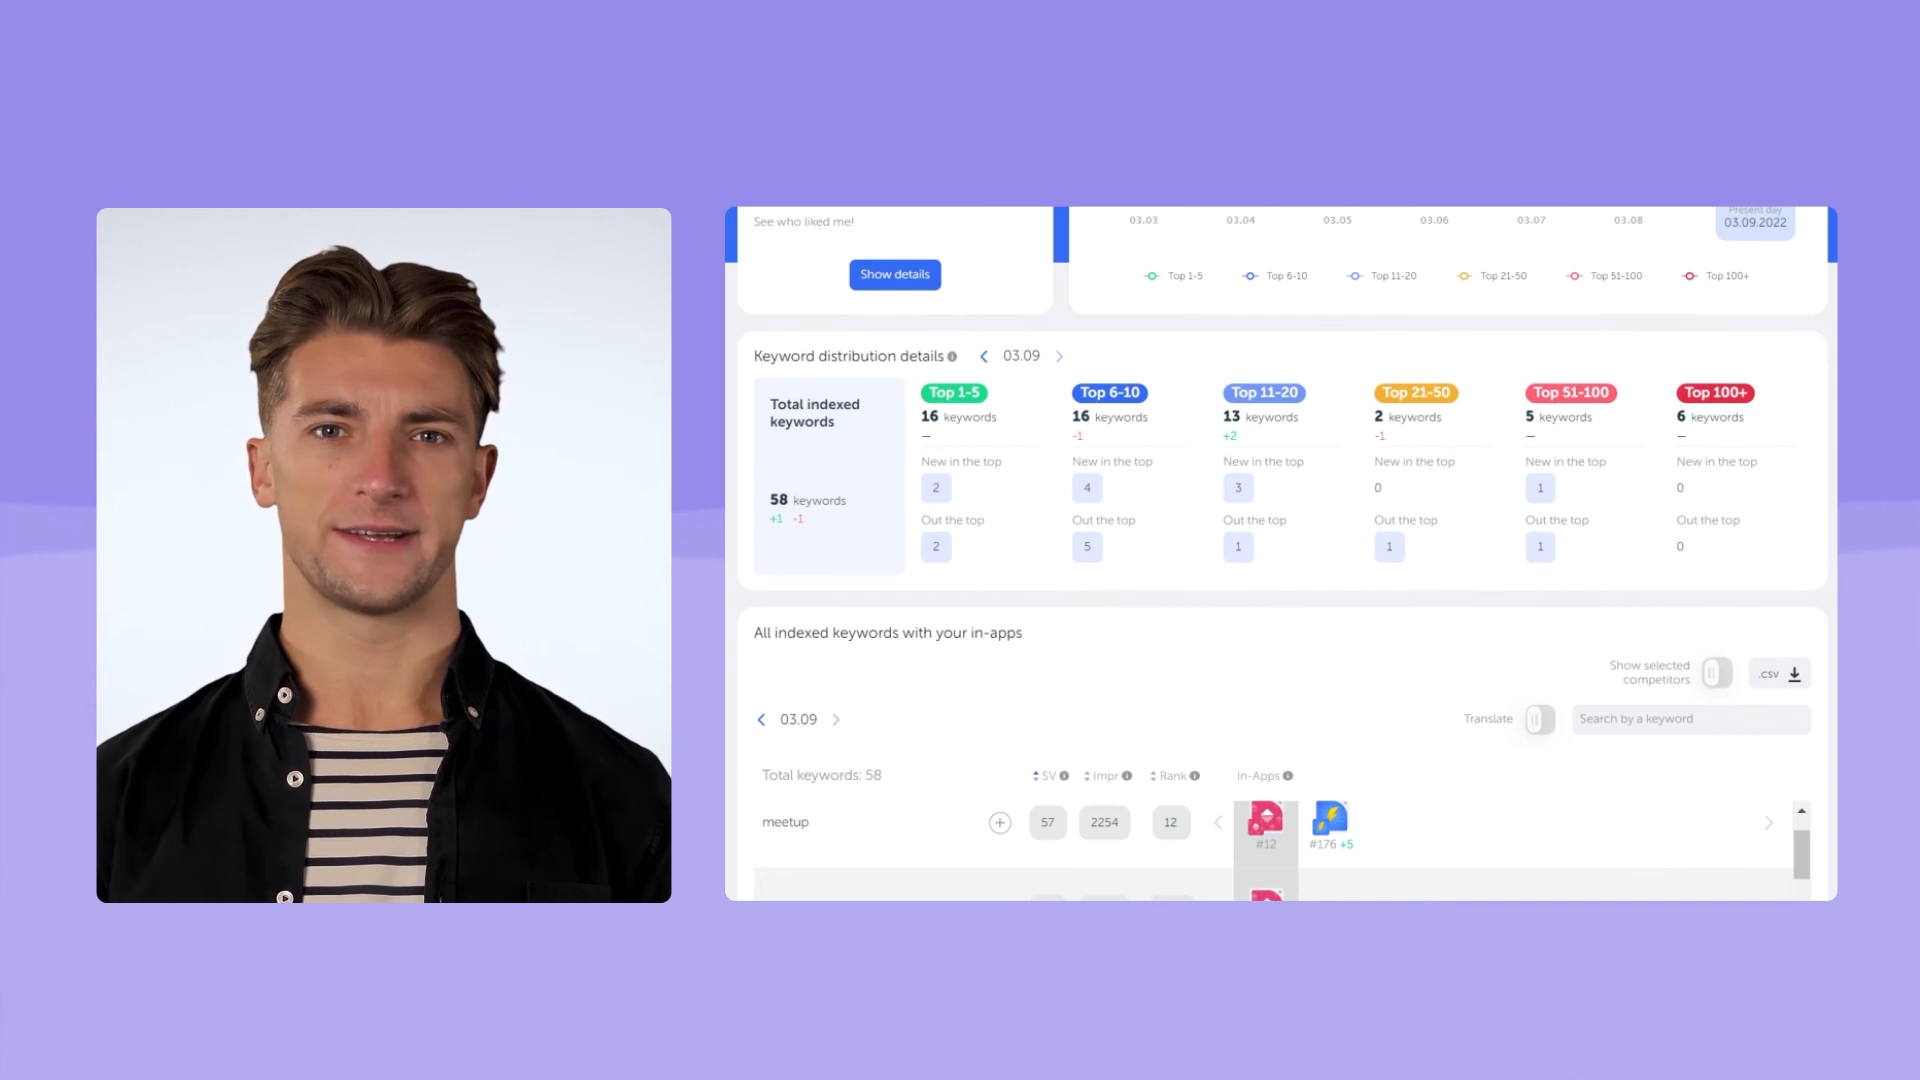 See who liked me!
Show details
03.03 03.04 03.05 03.06 03.07 03.08
Present day
03.09.2022
Top 1-5 Top 6-10 Top 11-20 Top 21-50 Top 51-100 Top 100+
Keyword distribution details 03.09
Total indexed
keywords
58 keywords
+1 -1
Top 1-5 Top 6-10 Top 11-20 Top 21-50 Top 51-100 Top 100+
16 keywords 16 keywords 13 keywords 2 keywords 5 keywords 6 keywords
– -1 +2 -1 – –
New in the top New in the top New in the top New in the top New in the top New in the top
2 4 3 0 1 0
Out the top Out the top Out the top Out the top Out the top Out the top
2 5 1 1 1 0
All indexed keywords with your in-apps
Show selected
competitors
.csv
03.09
Translate
Search by a keyword
Total keywords: 58 SV Impr Rank In-Apps
meetup 57 2254 12
#12 #176 +5